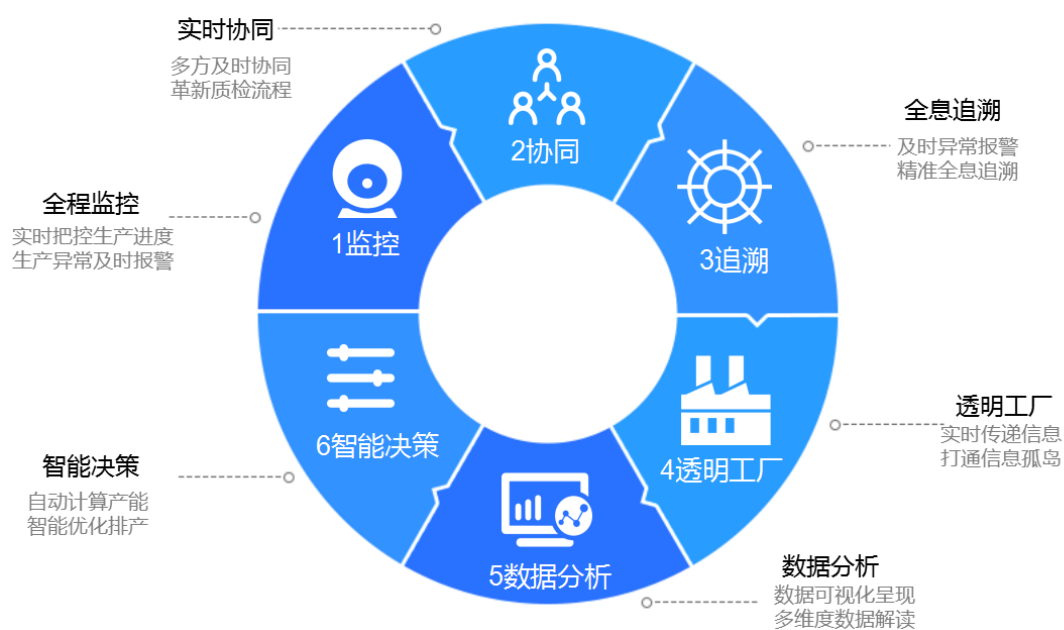 实时协同
多方及时协同
革新质检流程
2协同
全息追溯
及时异常报警
精准全息追溯
3追溯
全程监控
实时把控生产进度
生产异常及时报警
1监控
透明工厂
实时传递信息
打通信息孤岛
4透明工厂
智能决策
自动计算产能
智能优化排产
6智能决策
5数据分析
数据分析
数据可视化呈现
多维度数据解读